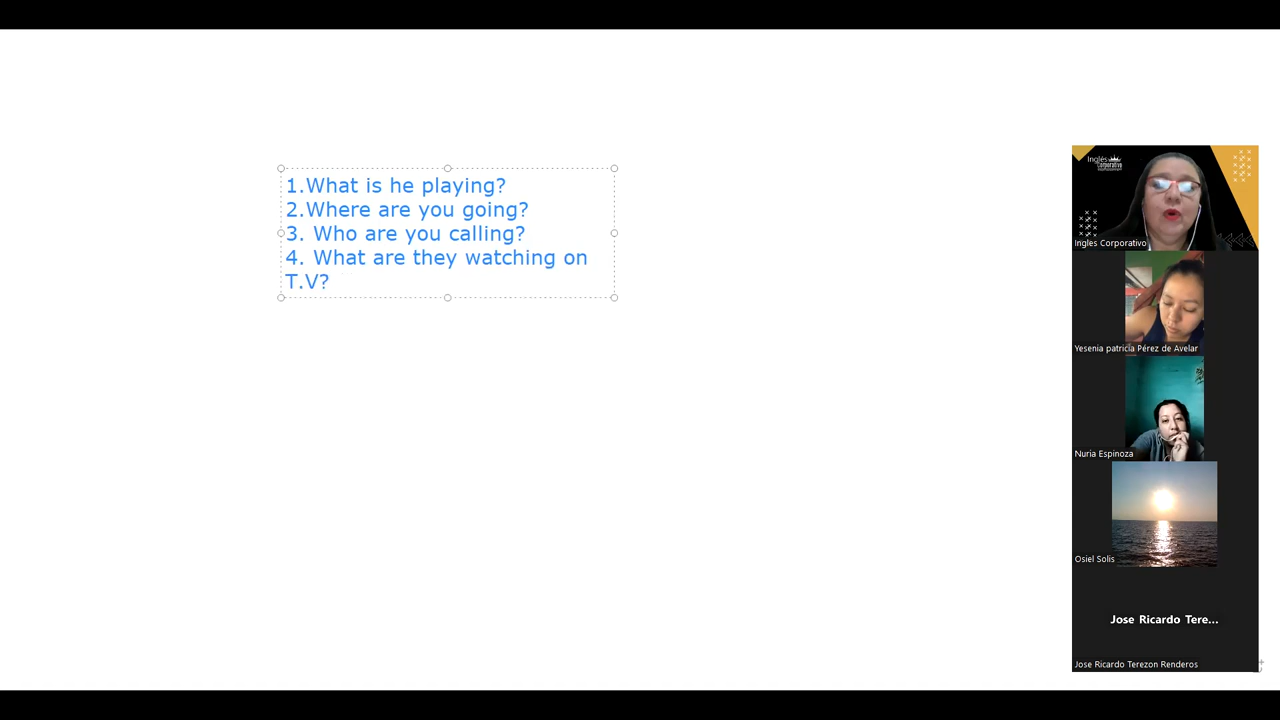 1.What is he playing?
2.Where are you going?
3. Who are you calling?
4. What are they watching on
T.V?
Inglés
Corporativo
Ingles Corporativo
Yesenia patricia Pérez de Avelar
Nuria Espinoza
Osiel Solis
Jose Ricardo Tere...
Jose Ricardo Terezon Renderos